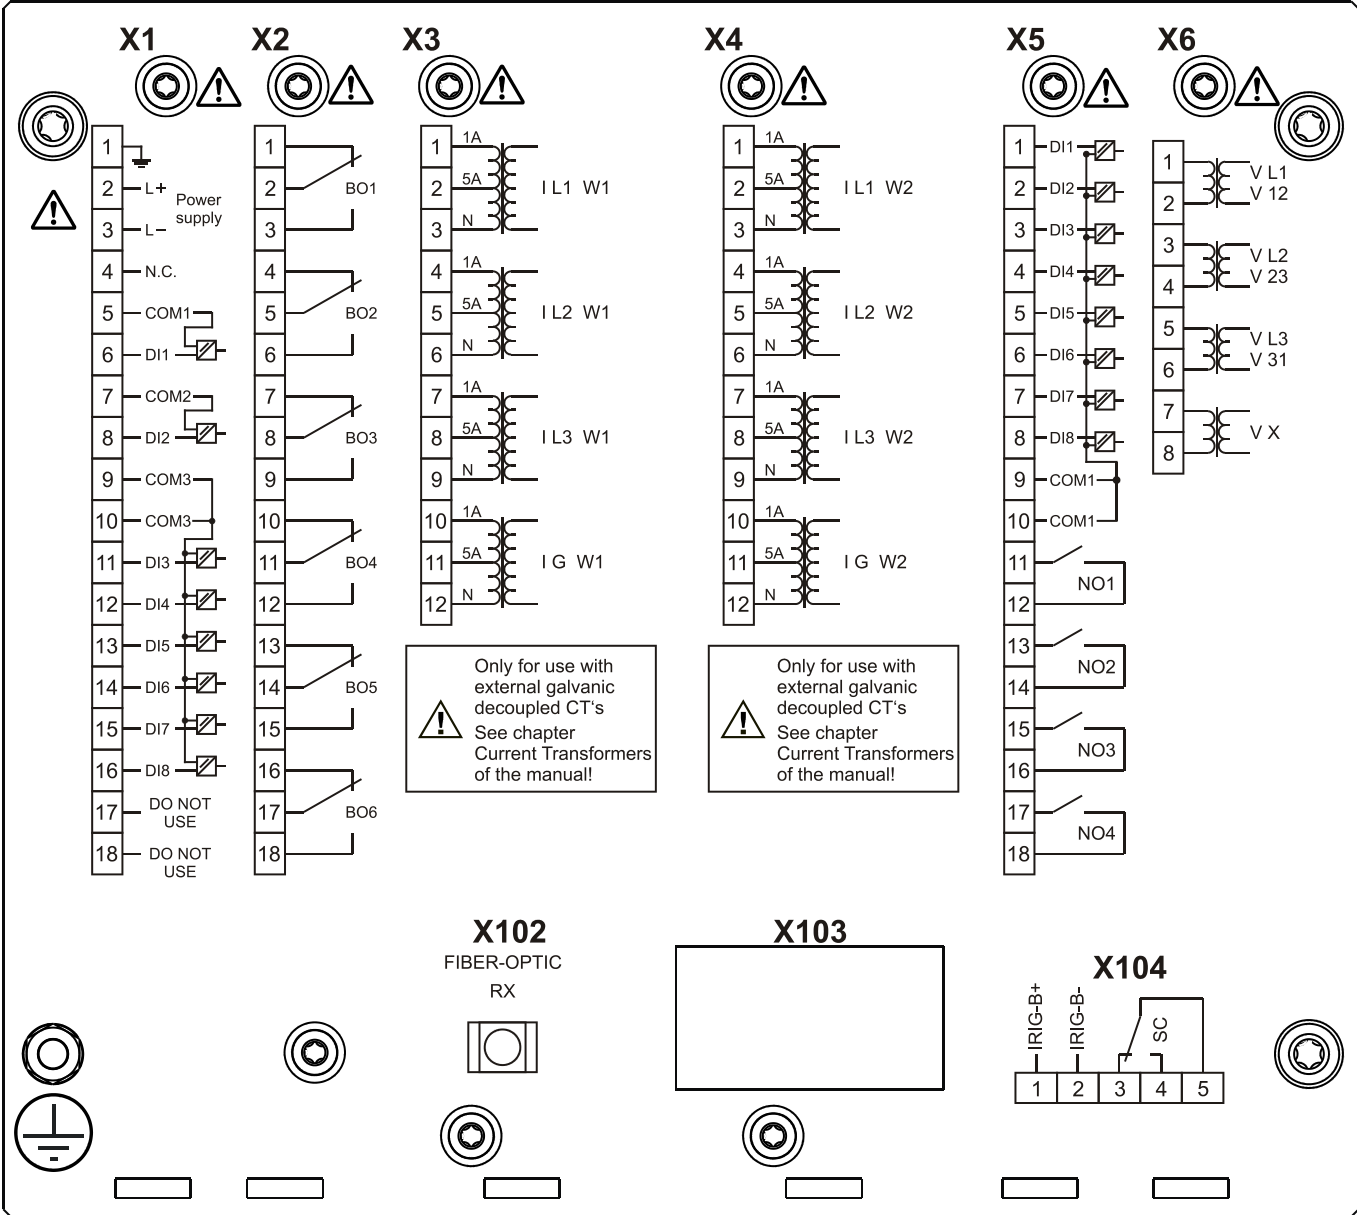 X1
X2
X3
X4
X5
X6
1
2 L+
Power
supply
3 L−
4 N.C.
5 COM1
6 DI1
7 COM2
8 DI2
9 COM3
10 COM3
11 DI3
12 DI4
13 DI5
14 DI6
15 DI7
16 DI8
17 DO NOT
USE
18 DO NOT
USE
1
2 BO1
3
4
5 BO2
6
7
8 BO3
9
10
11 BO4
12
13
14 BO5
15
16
17 BO6
18
1 1A
2 5A I L1 W1
3 N
4 1A
5 5A I L2 W1
6 N
7 1A
8 5A I L3 W1
9 N
10 1A
11 5A I G W1
12 N
Only for use with
external galvanic
decoupled CT‘s
See chapter
Current Transformers
of the manual!
1 1A
2 5A I L1 W2
3 N
4 1A
5 5A I L2 W2
6 N
7 1A
8 5A I L3 W2
9 N
10 1A
11 5A I G W2
12 N
Only for use with
external galvanic
decoupled CT‘s
See chapter
Current Transformers
of the manual!
1 DI1
2 DI2
3 DI3
4 DI4
5 DI5
6 DI6
7 DI7
8 DI8
9 COM1
10 COM1
11
NO1
12
13
NO2
14
15
NO3
16
17
NO4
18
1
V L1
V 12
2
3
V L2
V 23
4
5
V L3
V 31
6
7
V X
8
X102
FIBER-OPTIC
RX
X103
X104
IRIG-B+
IRIG-B-
SC
1 2 3 4 5